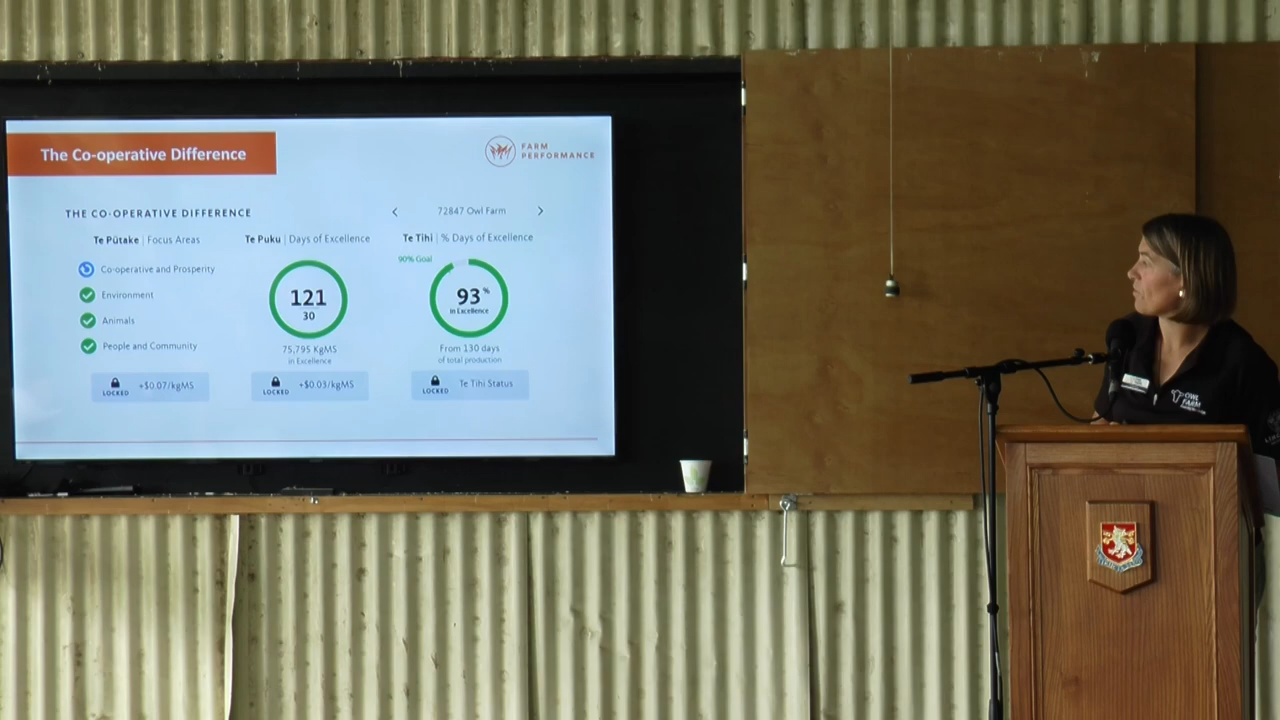 The Co-operative Difference
FARM
PERFORMANCE
THE CO-OPERATIVE DIFFERENCE
< 72847 Owl Farm >
Te Pūtake | Focus Areas
Te Puku | Days of Excellence
Te Tihi | % Days of Excellence
90% Goal
Co-operative and Prosperity
Environment
Animals
People and Community
121
30
93%
in Excellence
75,795 KgMS
in Excellence
From 130 days
of total production
LOCKED
+$0.07/kgMS
LOCKED
+$0.03/kgMS
LOCKED
Te Tihi Status
OWL
FARM